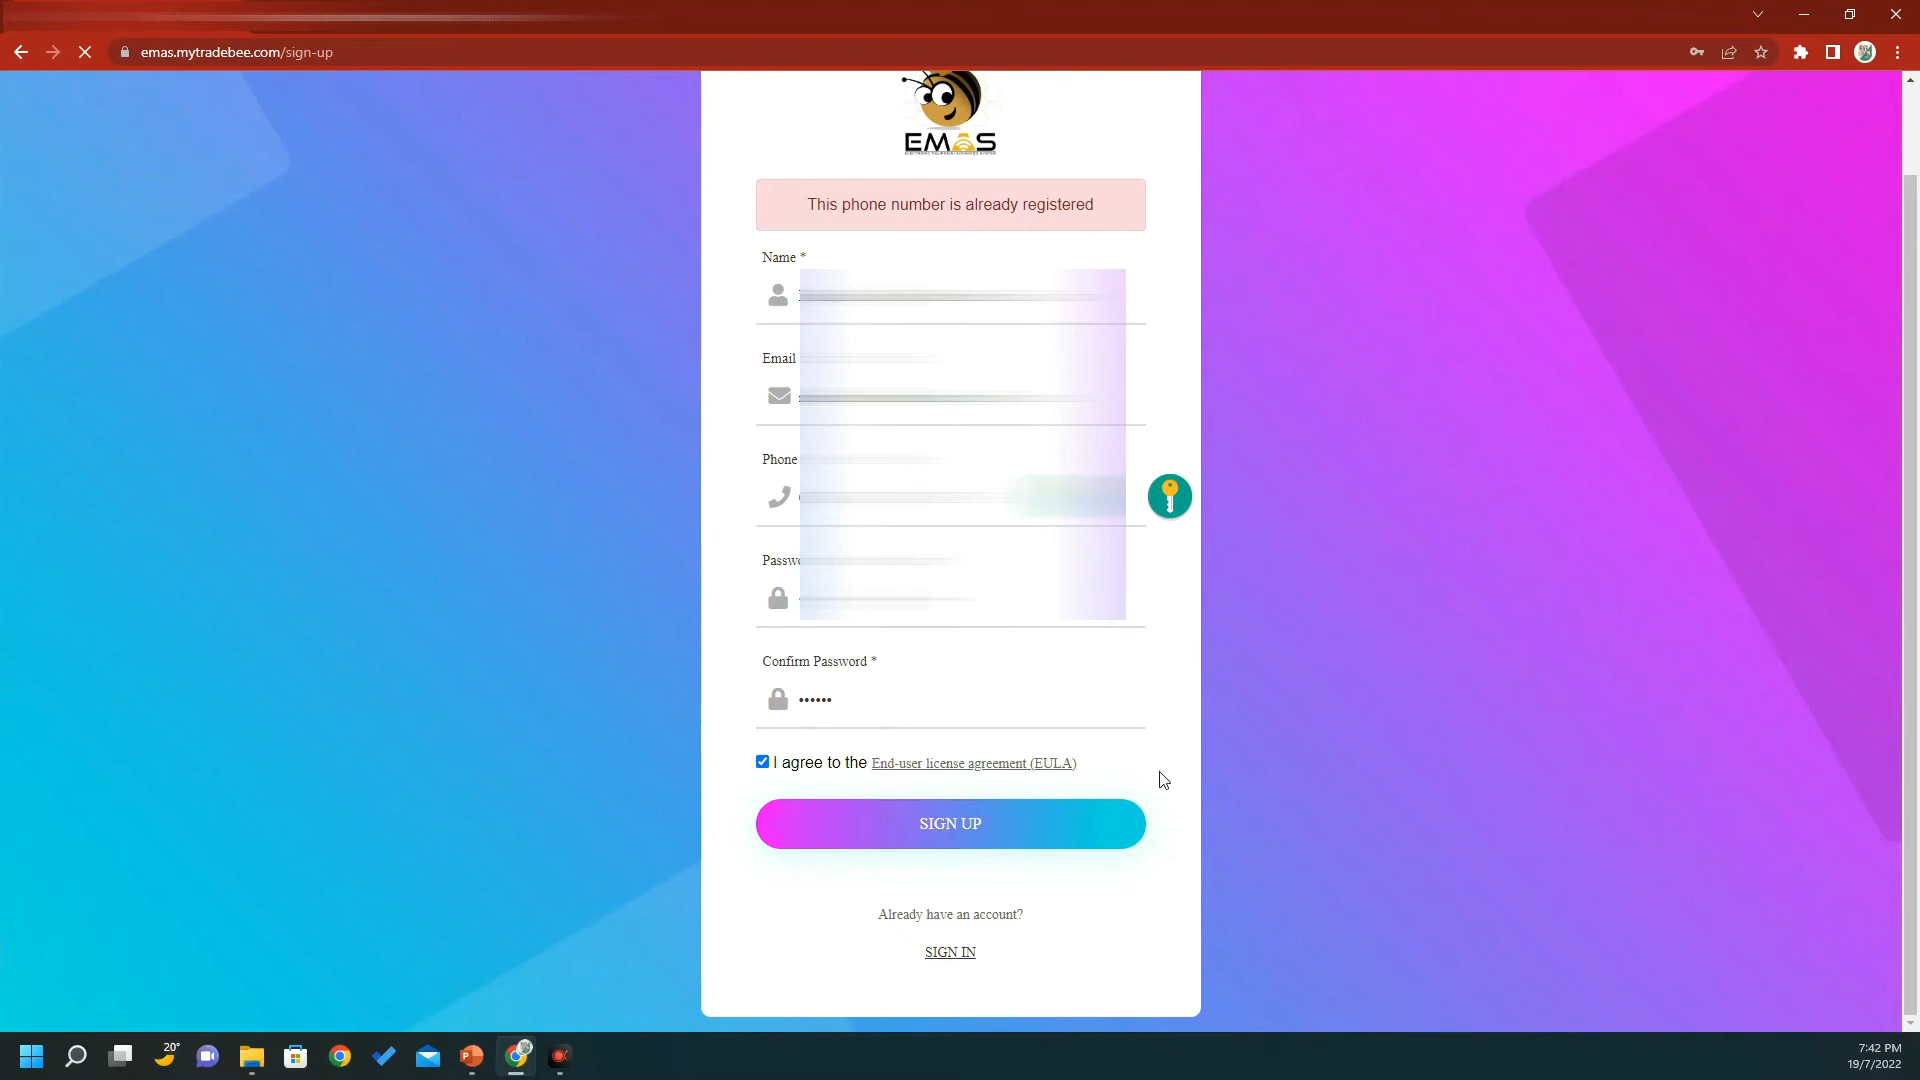 emas.mytradebee.com/sign-up
EMAS
This phone number is already registered
Name *
Email
Phone
Passwo
Confirm Password *
••••••
I agree to the End-user license agreement (EULA)
SIGN UP
Already have an account?
SIGN IN
20°
7:42 PM
19/7/2022